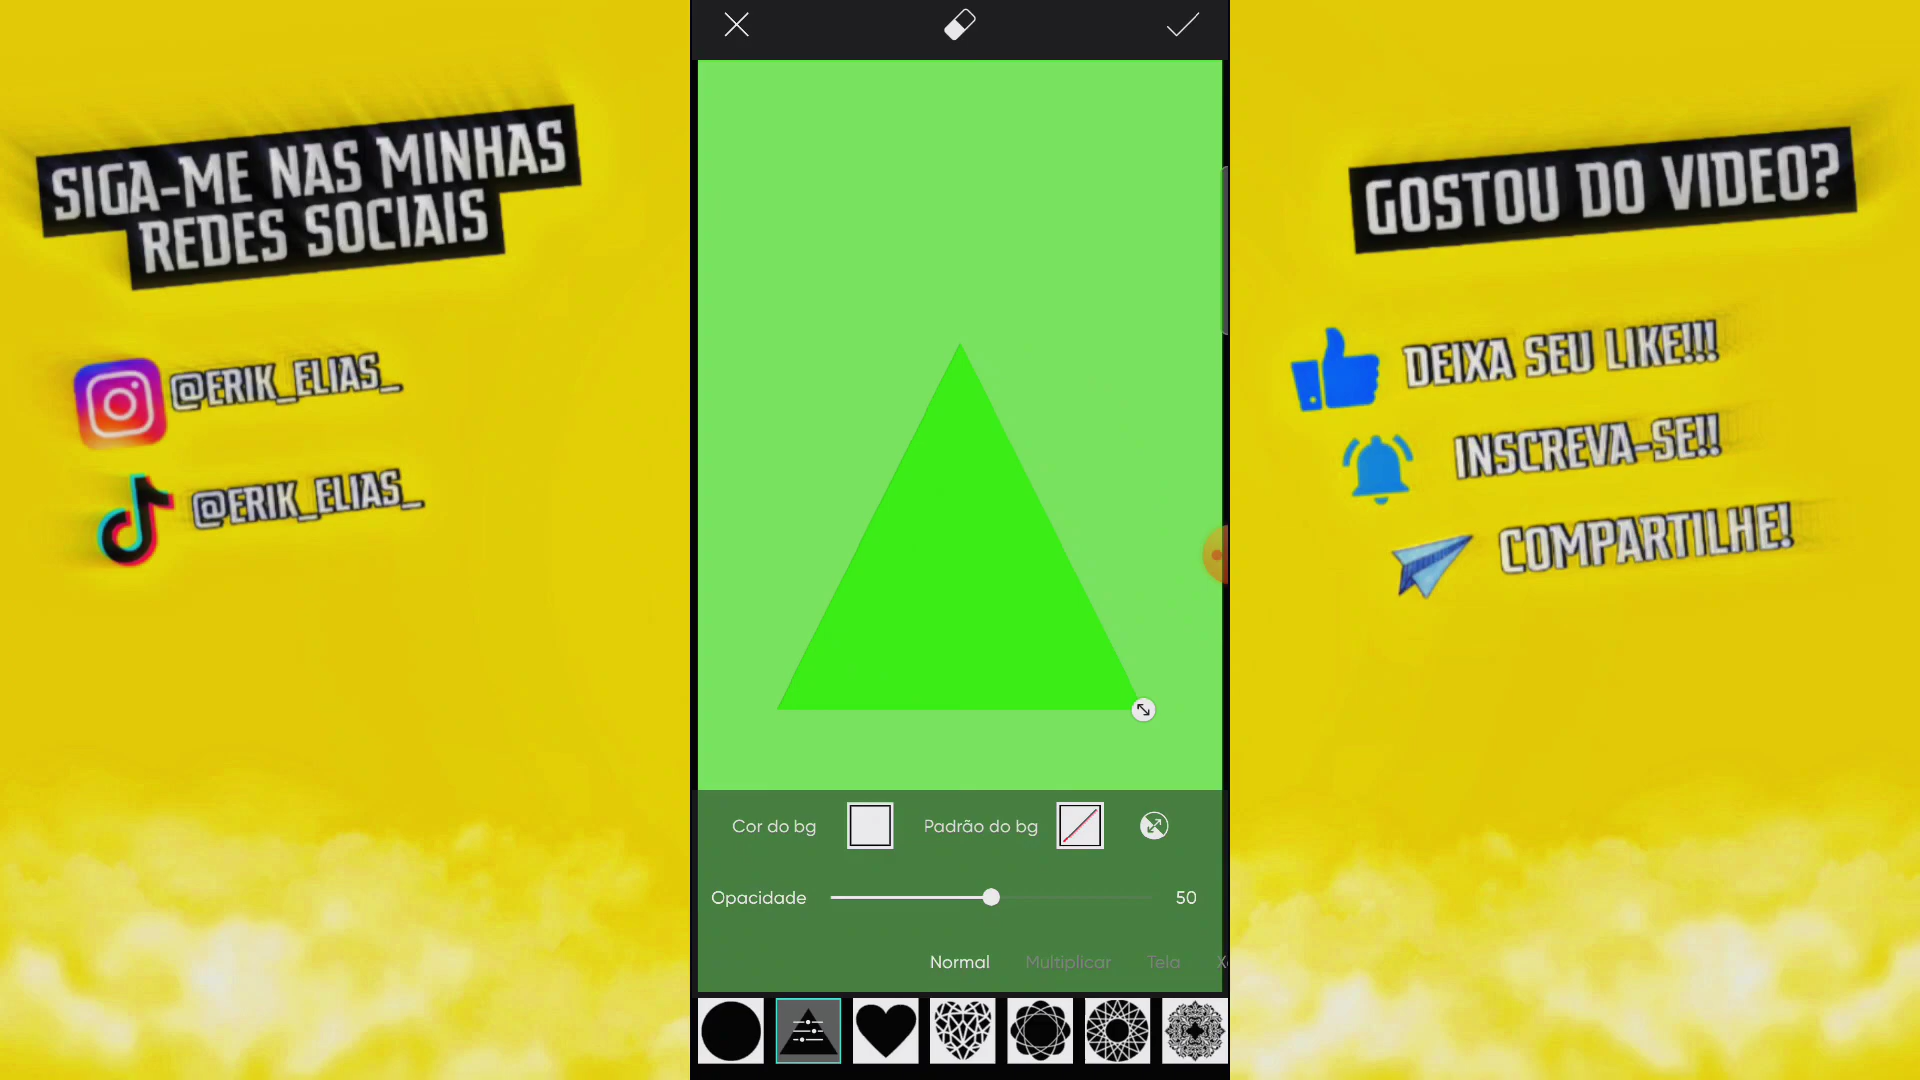 SIGA-ME NAS MINHAS
REDES SOCIAIS
@ERIK_ELIAS_
@ERIK_ELIAS_
Cor do bg
Padrão do bg
Opacidade
50
Normal
Multiplicar
Tela
GOSTOU DO VIDEO?
DEIXA SEU LIKE!!!
INSCREVA-SE!!
COMPARTILHE!